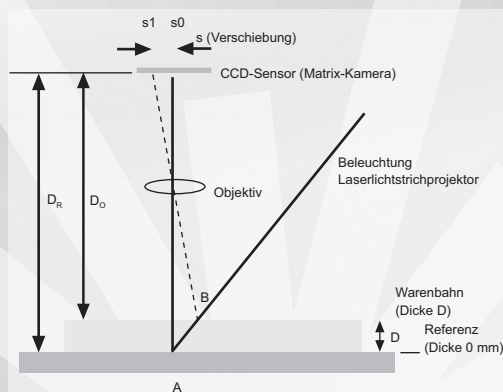 s1 s0
s (Verschiebung)
CCD-Sensor (Matrix-Kamera)
Beleuchtung
Laserlichtstrichprojektor
Objektiv
DR
DO
B
Warenbahn
(Dicke D)
D
Referenz
(Dicke 0 mm)
A